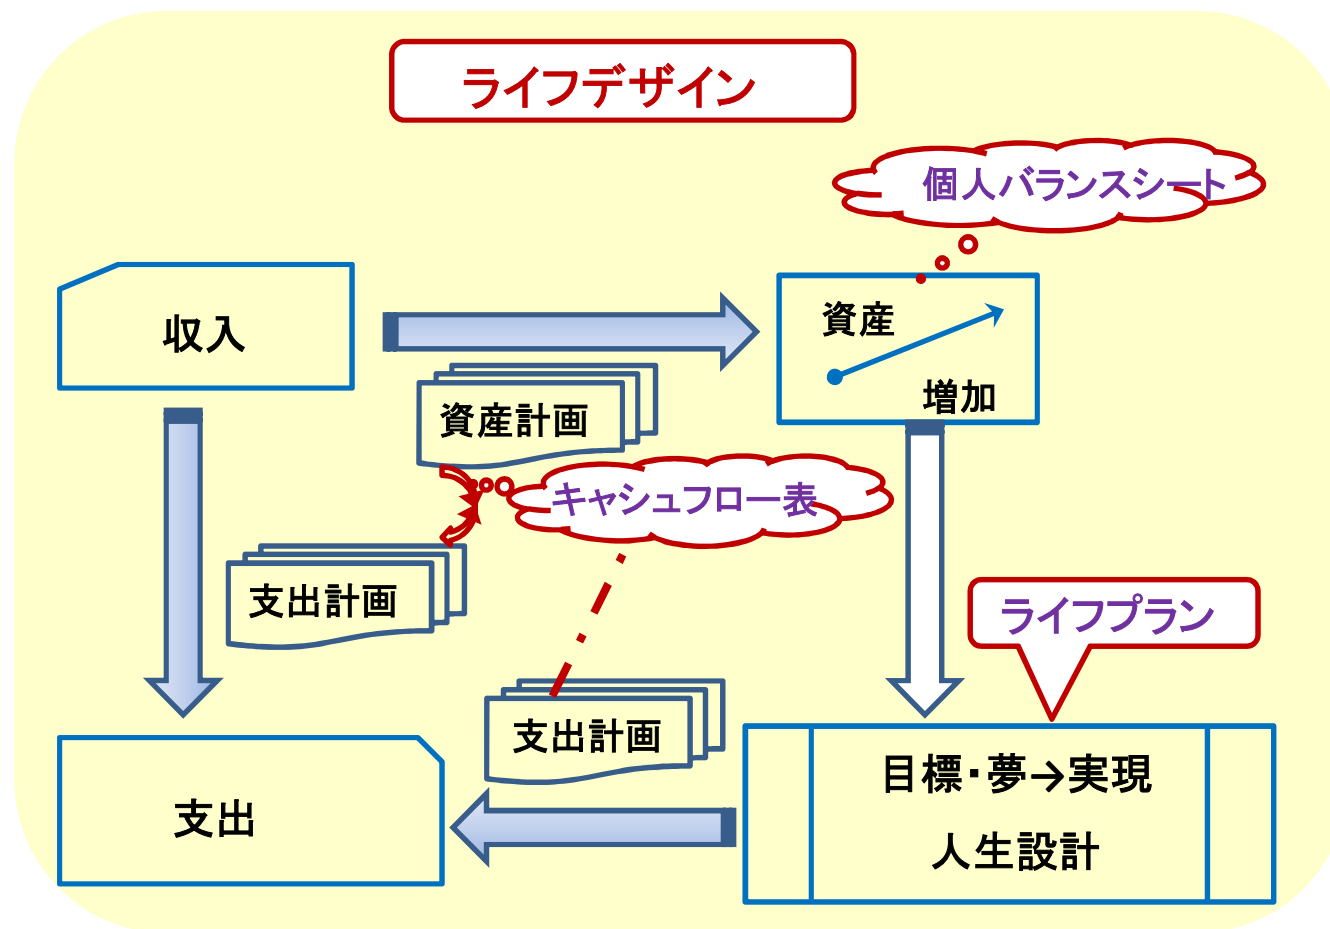 ライフデザイン
個人バランスシート
収入
資産
増加
資産計画
キャシュフロー表
支出計画
ライフプラン
支出計画
目標・夢→実現
人生設計
支出